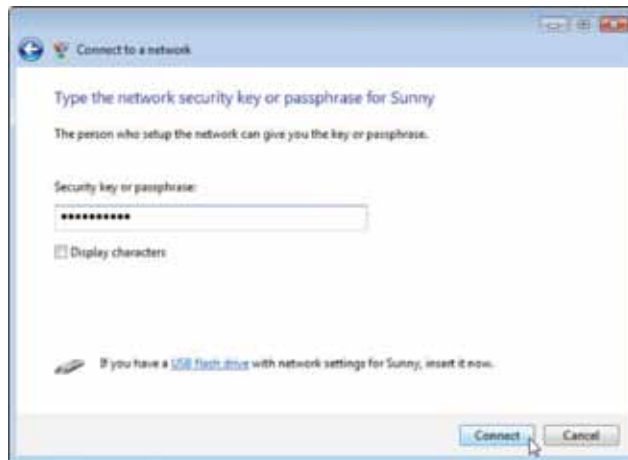 Connect to a network
Type the network security key or passphrase for Sunny
The person who setup the network can give you the key or passphrase.
Security key or passphrase:
••••••••••
Display characters
If you have a USB flash drive with network settings for Sunny, insert it now.
Connect Cancel